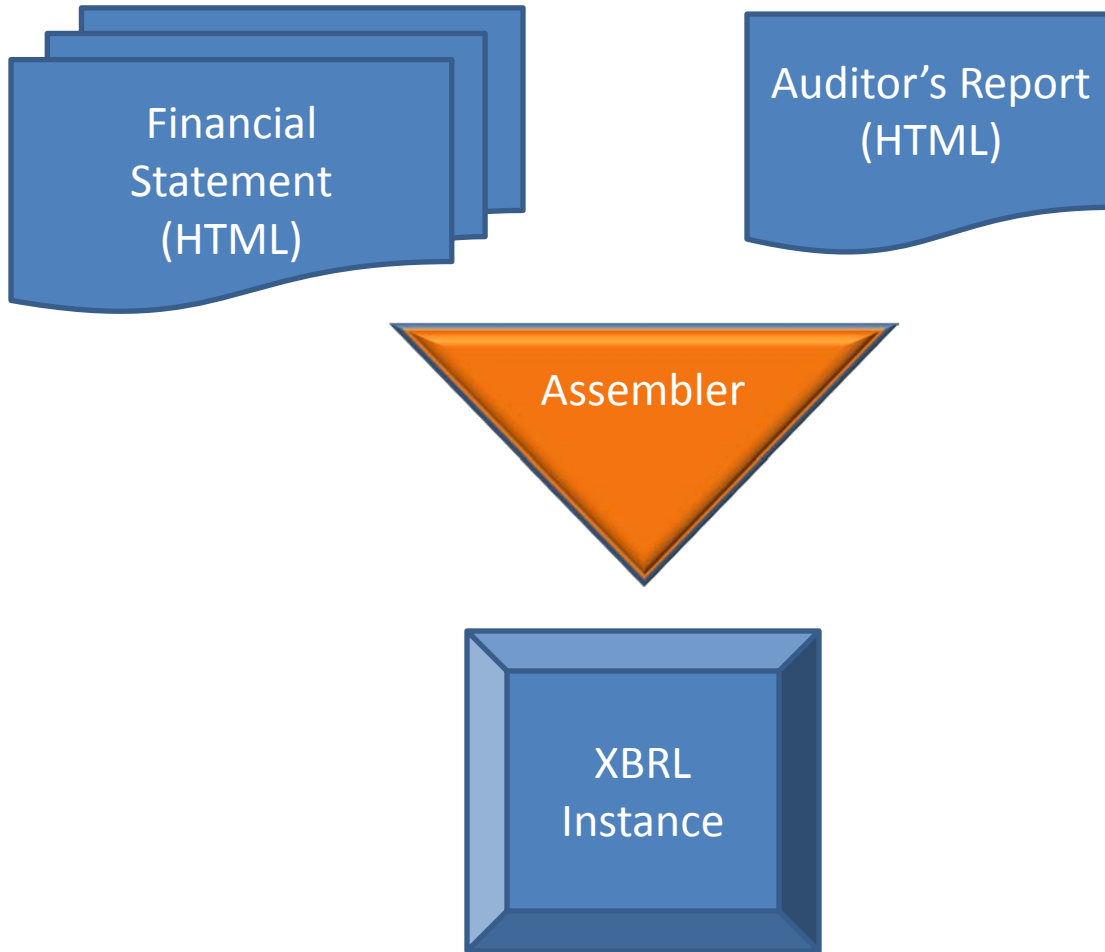 Financial
Statement
(HTML)
Auditor’s Report
(HTML)
Assembler
XBRL
Instance